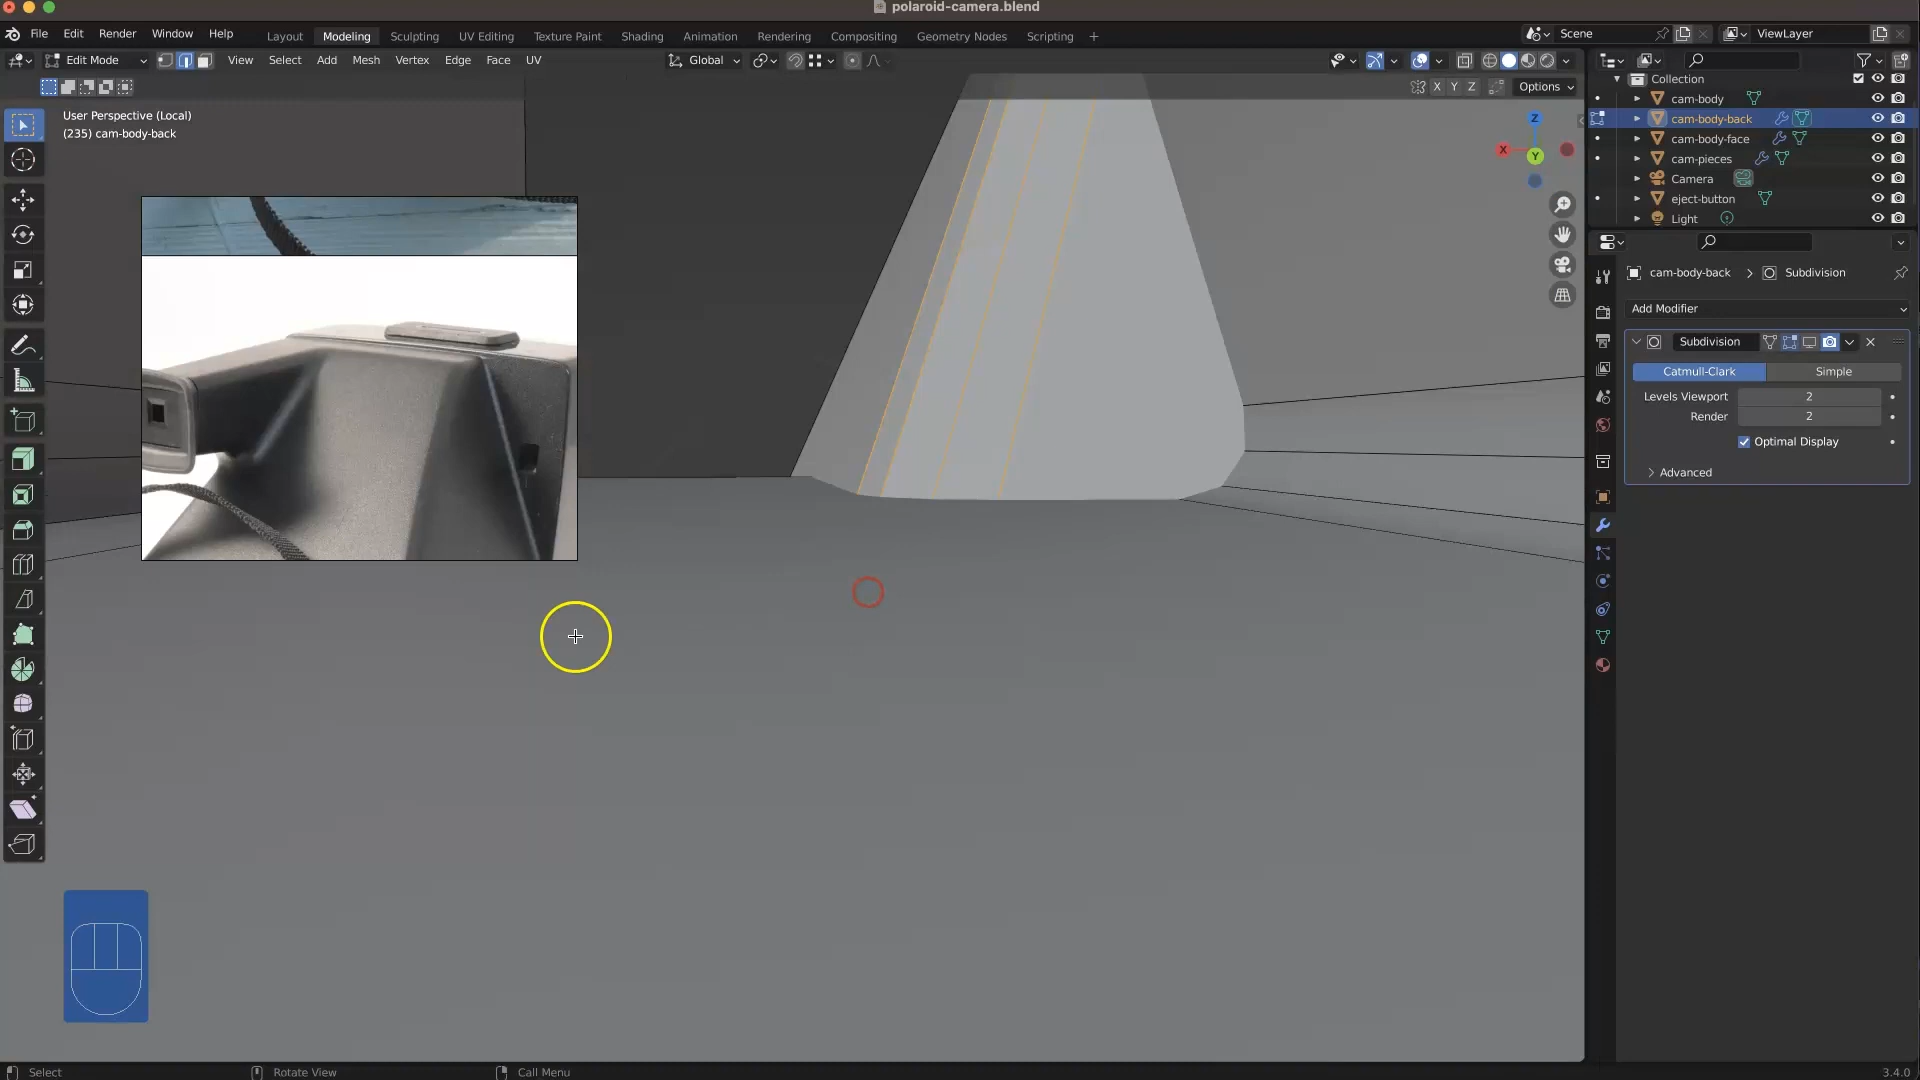 polaroid-camera.blend
File Edit Render Window Help Layout Modeling Sculpting UV Editing Texture Paint Shading Animation Rendering Compositing Geometry Nodes Scripting + Scene ViewLayer
Edit Mode View Select Add Mesh Vertex Edge Face UV Global
X Y Z Options
User Perspective (Local)
(235) cam-body-back
Z
X
Y
Collection
cam-body
cam-body-back
cam-body-face
cam-pieces
Camera
eject-button
Light
cam-body-back > Subdivision
Add Modifier
Subdivision
Catmull-Clark Simple
Levels Viewport 2
Render 2
Optimal Display
Advanced
Select Rotate View Call Menu 3.4.0